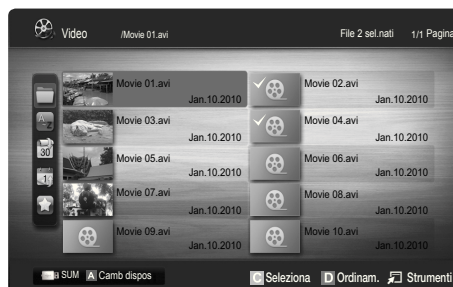 Video /Movie 01.avi File 2 sel.nati 1/1 Pagina
Movie 01.avi
Jan.10.2010
Movie 02.avi
Jan.10.2010
Movie 03.avi
Jan.10.2010
Movie 04.avi
Jan.10.2010
Movie 05.avi
Jan.10.2010
Movie 06.avi
Jan.10.2010
Movie 07.avi
Jan.10.2010
Movie 08.avi
Jan.10.2010
Movie 09.avi
Jan.10.2010
Movie 10.avi
Jan.10.2010
A
Z
30
1
SUM A Camb dispos C Seleziona D Ordinam. Strumenti